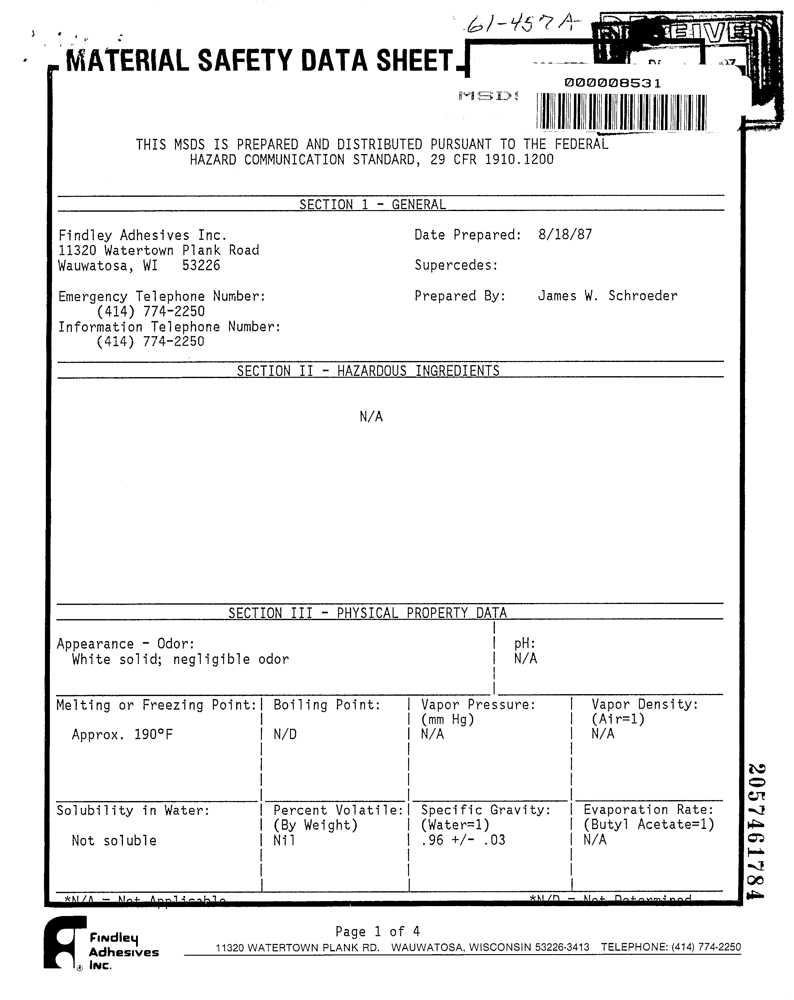 61-457A
RECEIVED
MATERIAL SAFETY DATA SHEET
000008531
MSDS
THIS MSDS IS PREPARED AND DISTRIBUTED PURSUANT TO THE FEDERAL
HAZARD COMMUNICATION STANDARD, 29 CFR 1910.1200
SECTION 1 - GENERAL
Findley Adhesives Inc. Date Prepared: 8/18/87
11320 Watertown Plank Road
Wauwatosa, WI 53226 Supercedes:
Emergency Telephone Number: Prepared By: James W. Schroeder
(414) 774-2250
Information Telephone Number:
(414) 774-2250
SECTION II - HAZARDOUS INGREDIENTS
N/A
SECTION III - PHYSICAL PROPERTY DATA
Appearance - Odor: pH:
White solid; negligible odor N/A
Melting or Freezing Point: Boiling Point: Vapor Pressure: Vapor Density:
(mm Hg) (Air=1)
Approx. 190°F N/D N/A N/A
Solubility in Water: Percent Volatile: Specific Gravity: Evaporation Rate:
(By Weight) (Water=1) (Butyl Acetate=1)
Not soluble Nil .96 +/- .03 N/A
*N/A = Not Applicable *N/D = Not Determined
2057461784
Page 1 of 4
Findley
Adhesives
® Inc.
11320 WATERTOWN PLANK RD. WAUWATOSA, WISCONSIN 53226-3413 TELEPHONE: (414) 774-2250